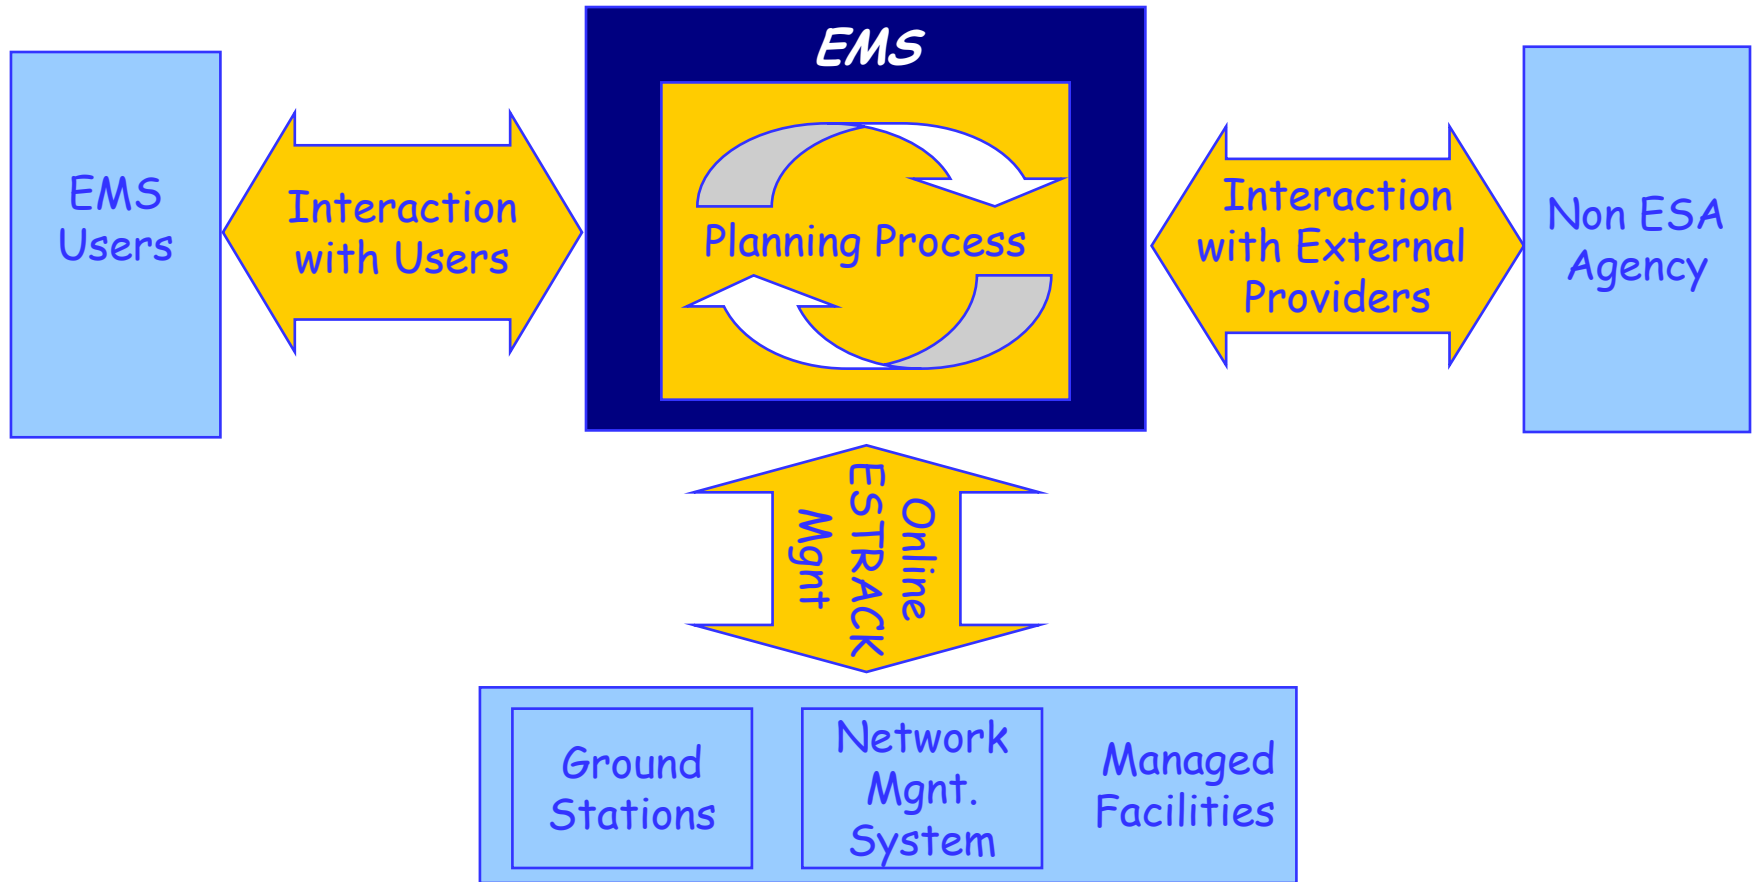 EMS
EMS
Users
Interaction
with Users
Planning Process
Interaction
with External
Providers
Non ESA
Agency
Online
ESTRACK
Mgnt
Ground
Stations
Network
Mgnt.
System
Managed
Facilities